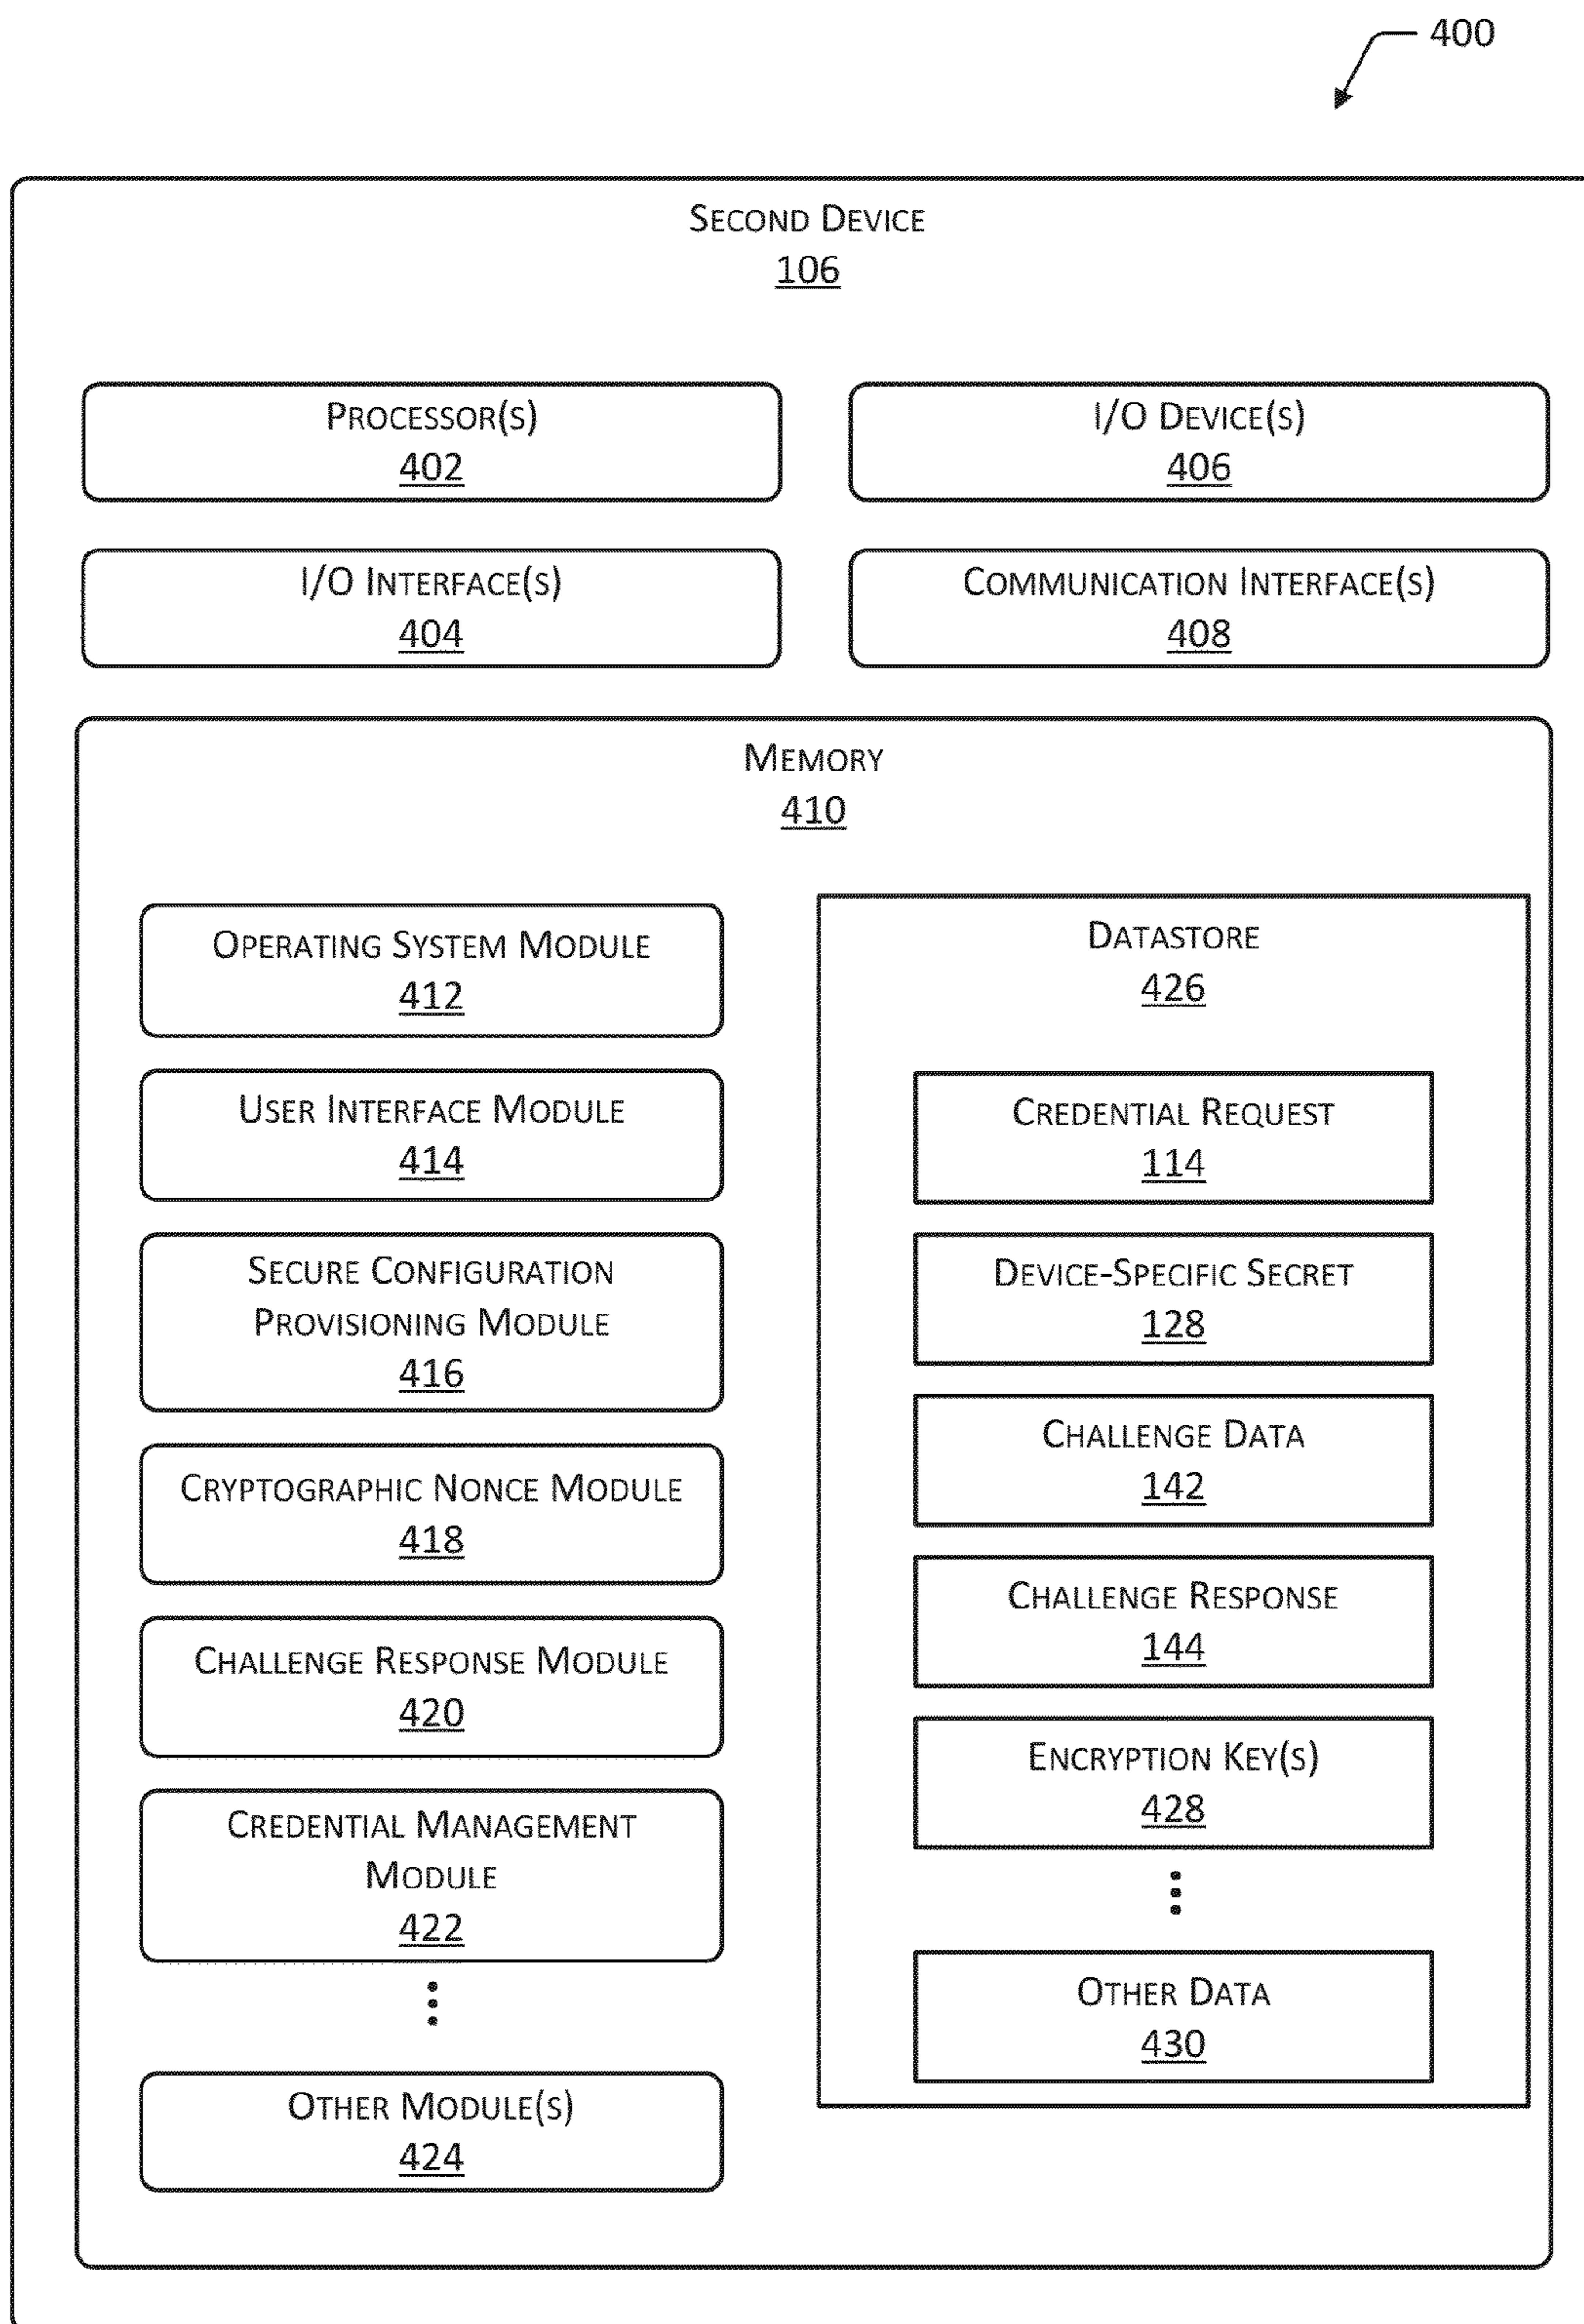 400
SECOND DEVICE
106
PROCESSOR(S)
402
I/O DEVICE(S)
406
I/O INTERFACE(S)
404
COMMUNICATION INTERFACE(S)
408
MEMORY
410
OPERATING SYSTEM MODULE
412
USER INTERFACE MODULE
414
SECURE CONFIGURATION
PROVISIONING MODULE
416
CRYPTOGRAPHIC NONCE MODULE
418
CHALLENGE RESPONSE MODULE
420
CREDENTIAL MANAGEMENT
MODULE
422
OTHER MODULE(S)
424
DATASTORE
426
CREDENTIAL REQUEST
114
DEVICE-SPECIFIC SECRET
128
CHALLENGE DATA
142
CHALLENGE RESPONSE
144
ENCRYPTION KEY(S)
428
OTHER DATA
430